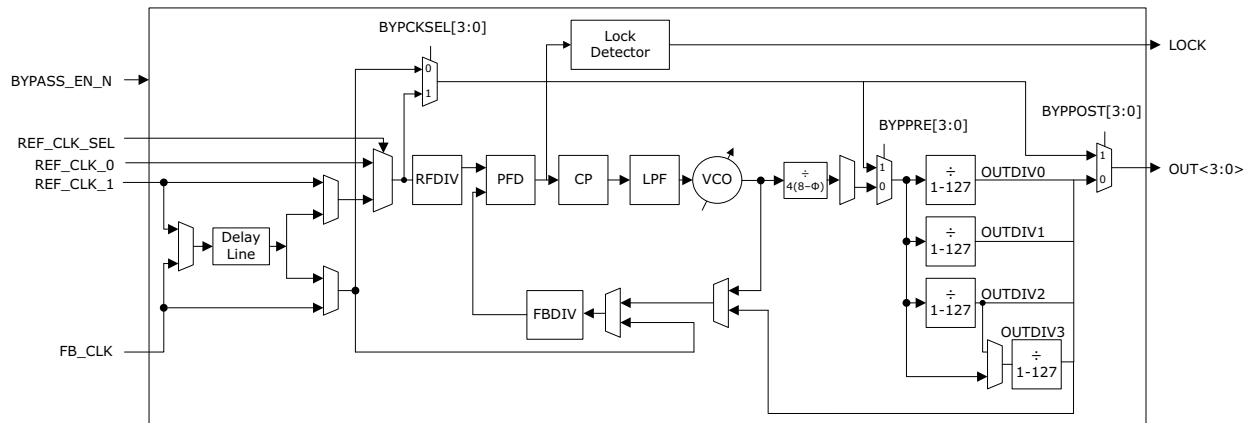 BYPCKSEL[3:0]
Lock
Detector
LOCK
BYPASS_EN_N
0
1
BYPPOST[3:0]
REF_CLK_SEL
BYPPRE[3:0]
REF_CLK_0
REF_CLK_1
RFDIV
PFD
CP
LPF
VCO
÷
4(8–Φ)
1
0
÷
1-127
OUTDIV0
1
0
OUT<3:0>
Delay
Line
÷
1-127
OUTDIV1
FBDIV
÷
1-127
OUTDIV2
OUTDIV3
÷
1-127
FB_CLK